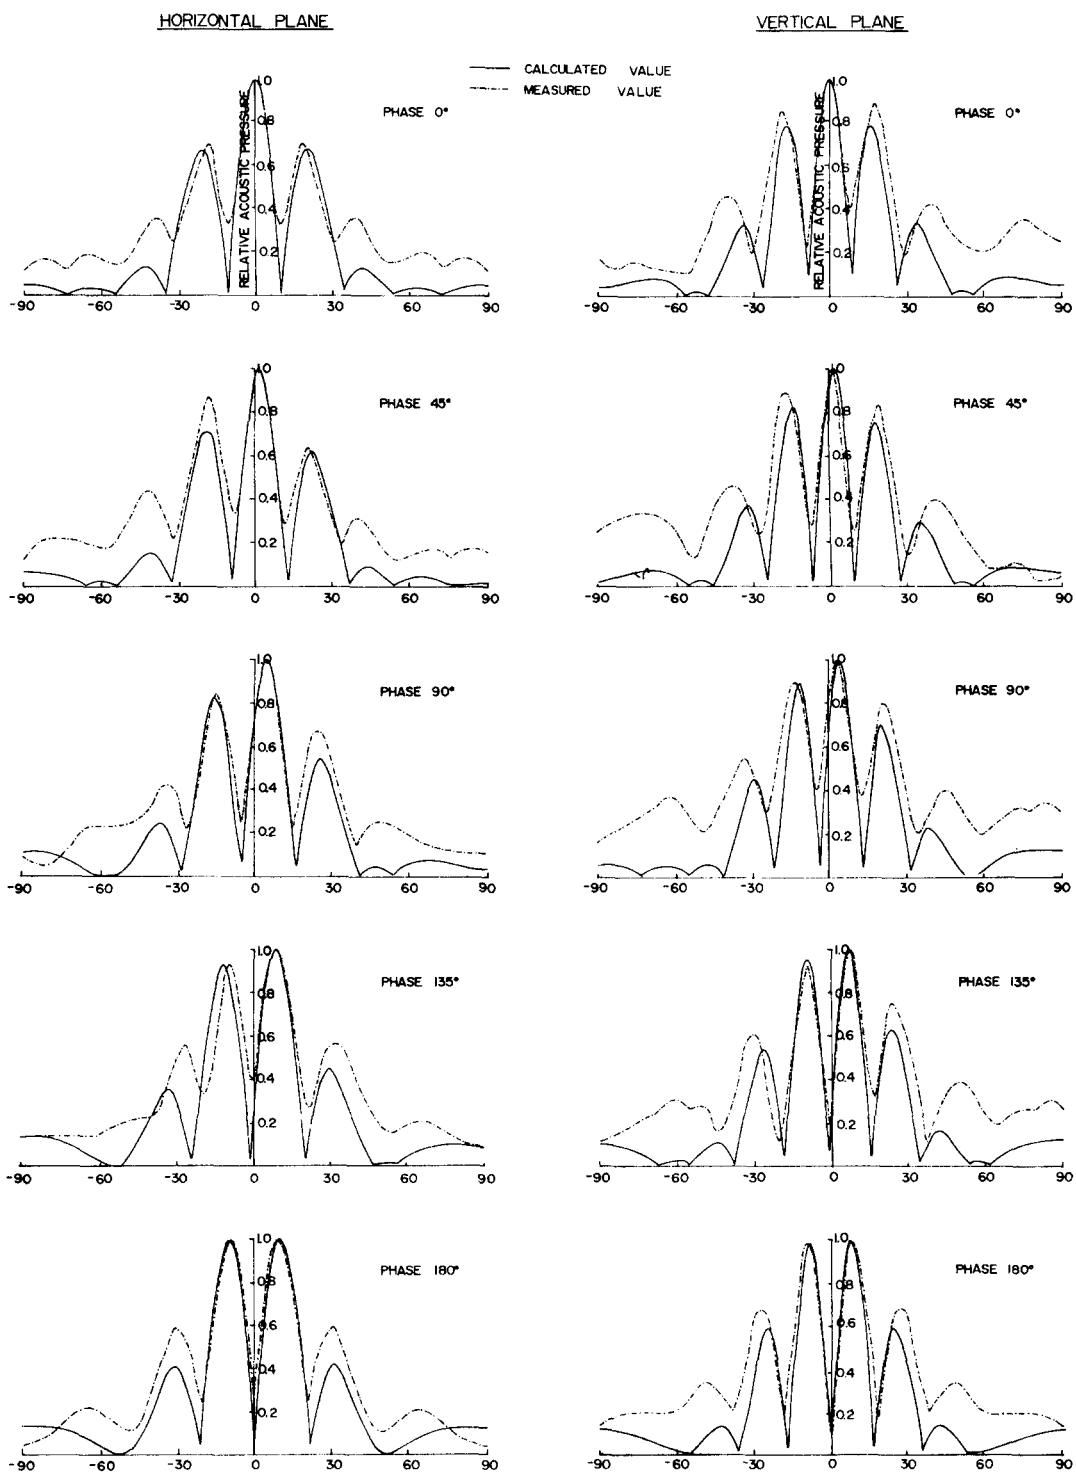 HORIZONTAL PLANE
VERTICAL PLANE
CALCULATED VALUE
MEASURED VALUE
RELATIVE ACOUSTIC PRESSURE
1.0
0.8
0.6
0.4
0.2
PHASE 0°
-90 -60 -30 0 30 60 90
RELATIVE ACOUSTIC PRESSURE
1.0
0.8
0.6
0.4
0.2
PHASE 0°
-90 -60 -30 0 30 60 90
1.0
0.8
0.6
0.4
0.2
PHASE 45°
-90 -60 -30 0 30 60 90
1.0
0.8
0.6
0.4
0.2
PHASE 45°
-90 -60 -30 0 30 60 90
1.0
0.8
0.6
0.4
0.2
PHASE 90°
-90 -60 -30 0 30 60 90
1.0
0.8
0.6
0.4
0.2
PHASE 90°
-90 -60 -30 0 30 60 90
1.0
0.8
0.6
0.4
0.2
PHASE 135°
-90 -60 -30 0 30 60 90
1.0
0.8
0.6
0.4
0.2
PHASE 135°
-90 -60 -30 0 30 60 90
1.0
0.8
0.6
0.4
0.2
PHASE 180°
-90 -60 -30 0 30 60 90
1.0
0.8
0.6
0.4
0.2
PHASE 180°
-90 -60 -30 0 30 60 90